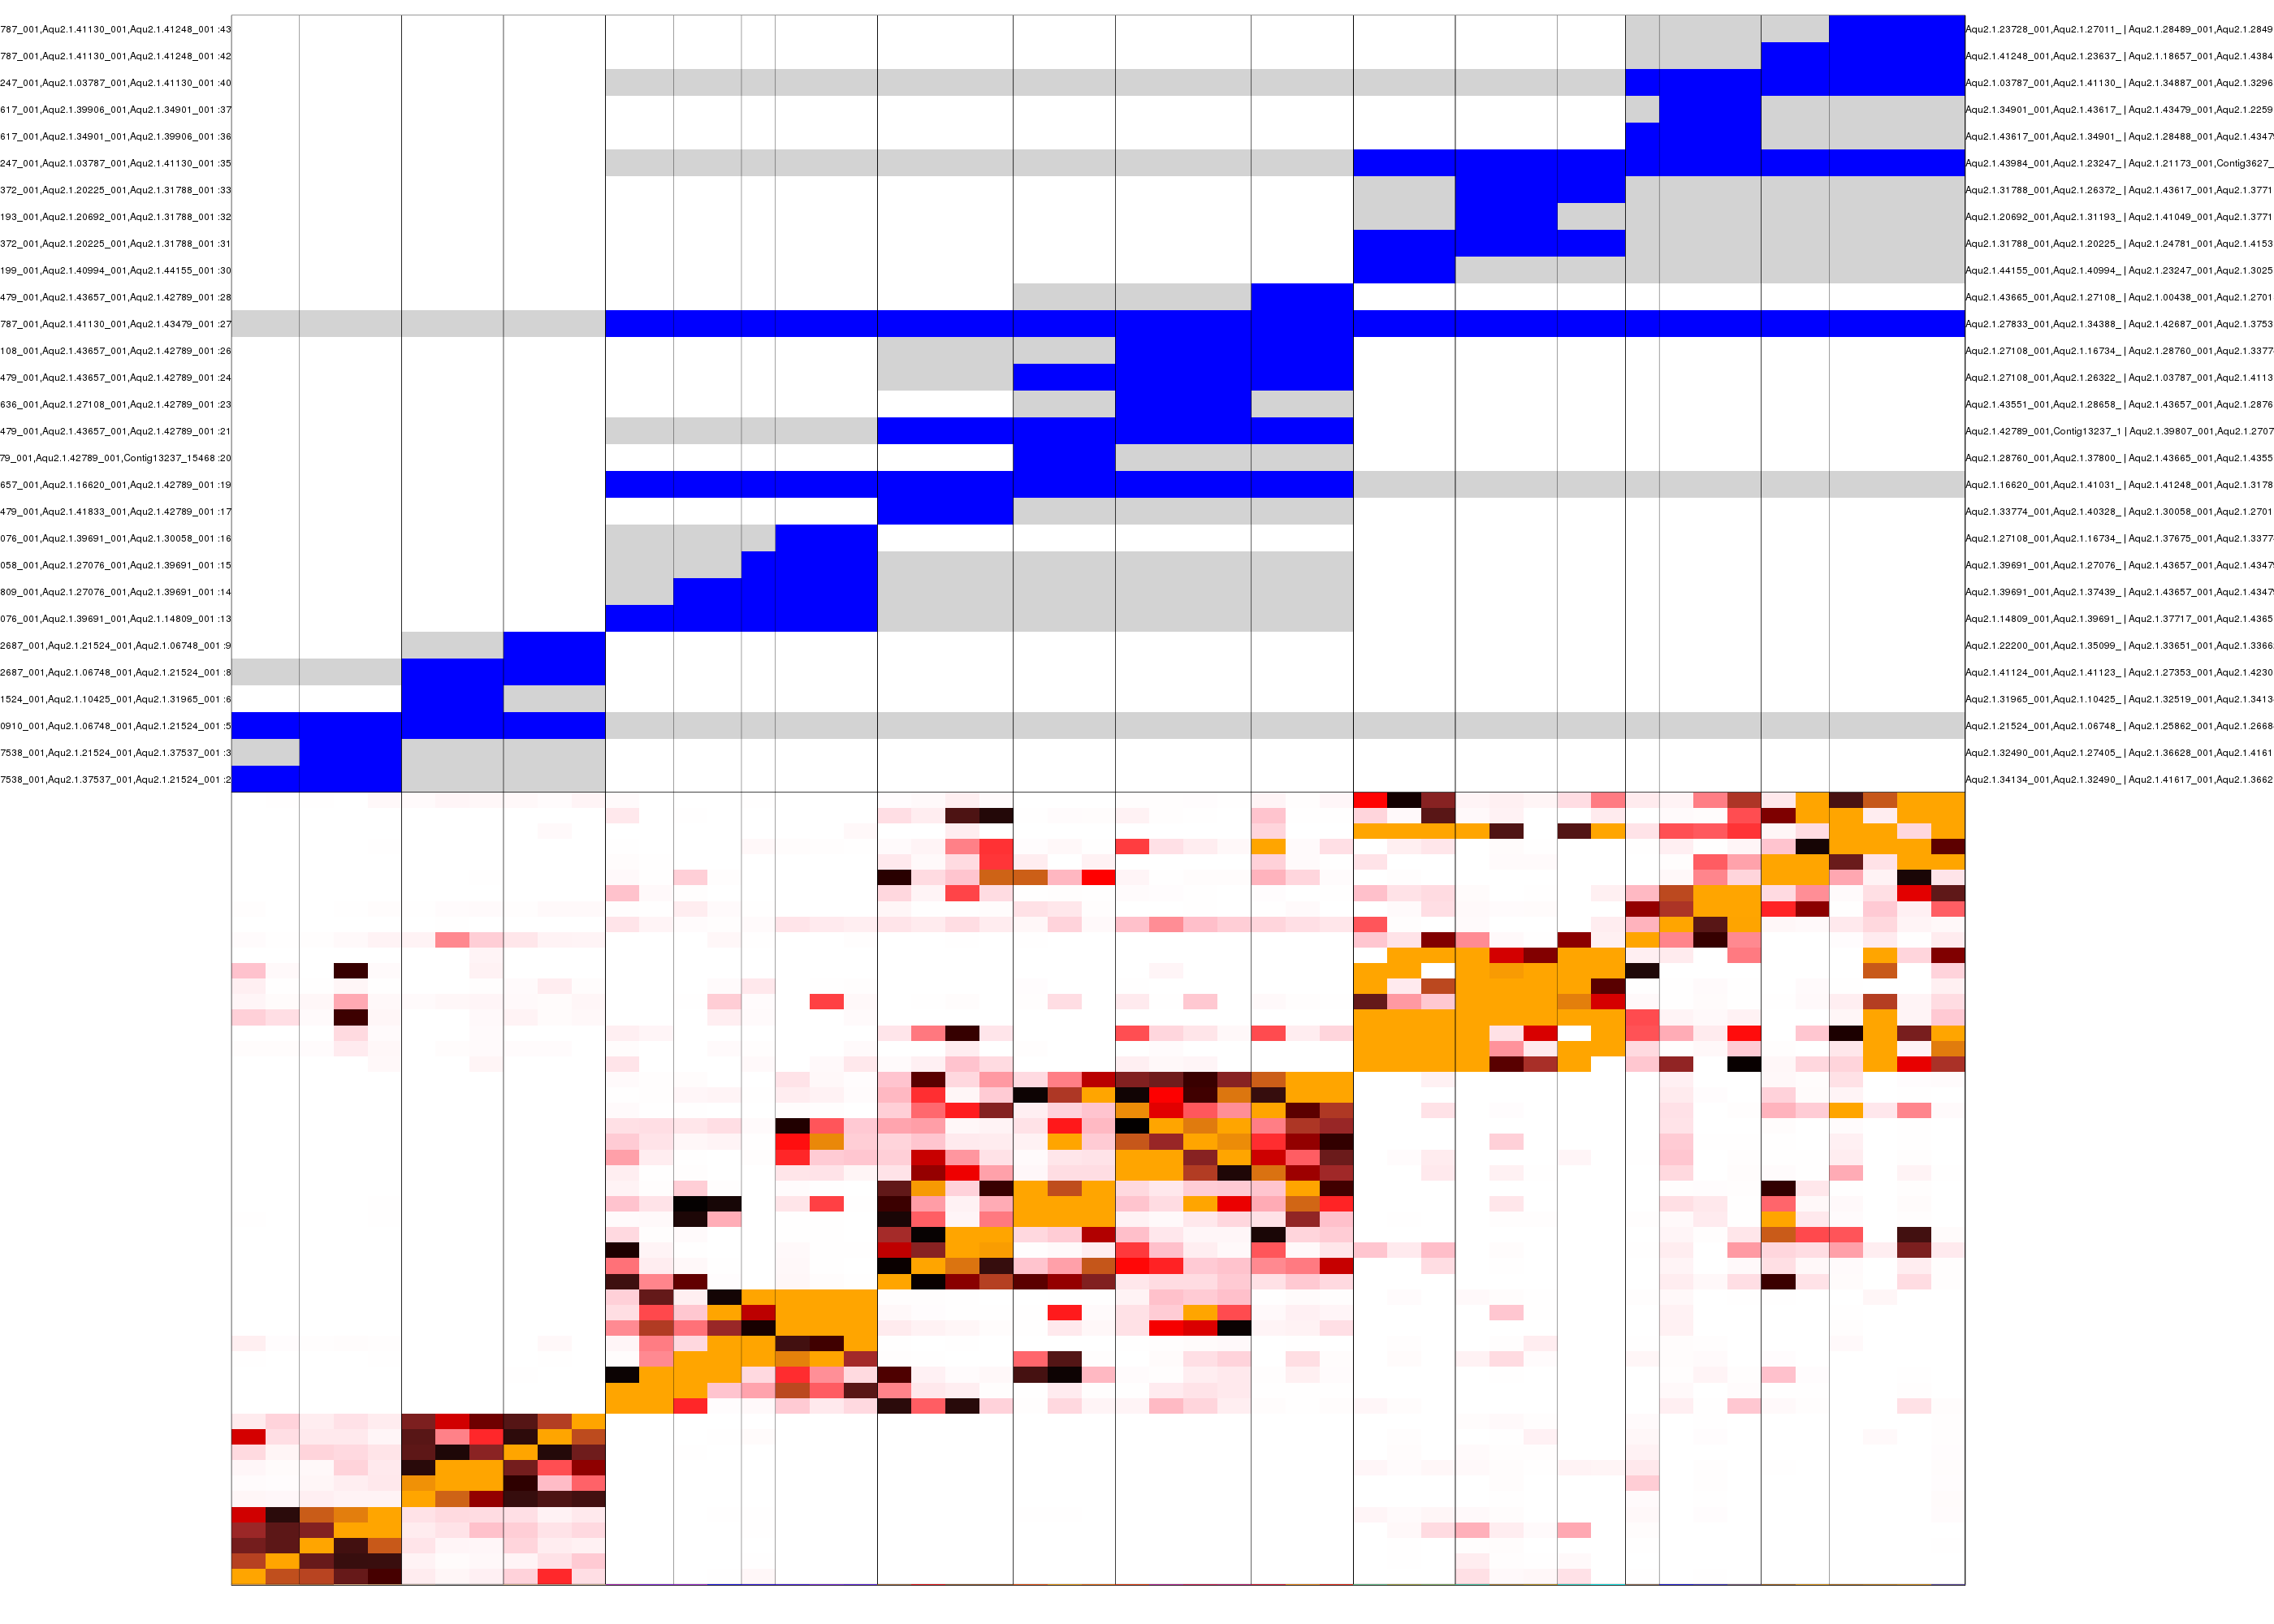 787_001,Aqu2.1.41130_001,Aqu2.1.41248_001 :43 Aqu2.1.23728_001,Aqu2.1.27011_ | Aqu2.1.28489_001,Aqu2.1.2849
787_001,Aqu2.1.41130_001,Aqu2.1.41248_001 :42 Aqu2.1.41248_001,Aqu2.1.23637_ | Aqu2.1.18657_001,Aqu2.1.4384
247_001,Aqu2.1.03787_001,Aqu2.1.41130_001 :40 Aqu2.1.03787_001,Aqu2.1.41130_ | Aqu2.1.34887_001,Aqu2.1.3296
617_001,Aqu2.1.39906_001,Aqu2.1.34901_001 :37 Aqu2.1.34901_001,Aqu2.1.43617_ | Aqu2.1.43479_001,Aqu2.1.2259
617_001,Aqu2.1.34901_001,Aqu2.1.39906_001 :36 Aqu2.1.43617_001,Aqu2.1.34901_ | Aqu2.1.28488_001,Aqu2.1.4347
247_001,Aqu2.1.03787_001,Aqu2.1.41130_001 :35 Aqu2.1.43984_001,Aqu2.1.23247_ | Aqu2.1.21173_001,Contig3627_
372_001,Aqu2.1.20225_001,Aqu2.1.31788_001 :33 Aqu2.1.31788_001,Aqu2.1.26372_ | Aqu2.1.43617_001,Aqu2.1.3771
193_001,Aqu2.1.20692_001,Aqu2.1.31788_001 :32 Aqu2.1.20692_001,Aqu2.1.31193_ | Aqu2.1.41049_001,Aqu2.1.3771
372_001,Aqu2.1.20225_001,Aqu2.1.31788_001 :31 Aqu2.1.31788_001,Aqu2.1.20225_ | Aqu2.1.24781_001,Aqu2.1.4153
199_001,Aqu2.1.40994_001,Aqu2.1.44155_001 :30 Aqu2.1.44155_001,Aqu2.1.40994_ | Aqu2.1.23247_001,Aqu2.1.3025
479_001,Aqu2.1.43657_001,Aqu2.1.42789_001 :28 Aqu2.1.43665_001,Aqu2.1.27108_ | Aqu2.1.00438_001,Aqu2.1.2701
787_001,Aqu2.1.41130_001,Aqu2.1.43479_001 :27 Aqu2.1.27833_001,Aqu2.1.34388_ | Aqu2.1.42687_001,Aqu2.1.3753
108_001,Aqu2.1.43657_001,Aqu2.1.42789_001 :26 Aqu2.1.27108_001,Aqu2.1.16734_ | Aqu2.1.28760_001,Aqu2.1.3377
479_001,Aqu2.1.43657_001,Aqu2.1.42789_001 :24 Aqu2.1.27108_001,Aqu2.1.26322_ | Aqu2.1.03787_001,Aqu2.1.4113
636_001,Aqu2.1.27108_001,Aqu2.1.42789_001 :23 Aqu2.1.43551_001,Aqu2.1.28658_ | Aqu2.1.43657_001,Aqu2.1.2876
479_001,Aqu2.1.43657_001,Aqu2.1.42789_001 :21 Aqu2.1.42789_001,Contig13237_1 | Aqu2.1.39807_001,Aqu2.1.2707
79_001,Aqu2.1.42789_001,Contig13237_15468 :20 Aqu2.1.28760_001,Aqu2.1.37800_ | Aqu2.1.43665_001,Aqu2.1.4355
657_001,Aqu2.1.16620_001,Aqu2.1.42789_001 :19 Aqu2.1.16620_001,Aqu2.1.41031_ | Aqu2.1.41248_001,Aqu2.1.3178
479_001,Aqu2.1.41833_001,Aqu2.1.42789_001 :17 Aqu2.1.33774_001,Aqu2.1.40328_ | Aqu2.1.30058_001,Aqu2.1.2701
076_001,Aqu2.1.39691_001,Aqu2.1.30058_001 :16 Aqu2.1.27108_001,Aqu2.1.16734_ | Aqu2.1.37675_001,Aqu2.1.3377
058_001,Aqu2.1.27076_001,Aqu2.1.39691_001 :15 Aqu2.1.39691_001,Aqu2.1.27076_ | Aqu2.1.43657_001,Aqu2.1.4347
809_001,Aqu2.1.27076_001,Aqu2.1.39691_001 :14 Aqu2.1.39691_001,Aqu2.1.37439_ | Aqu2.1.43657_001,Aqu2.1.4347
076_001,Aqu2.1.39691_001,Aqu2.1.14809_001 :13 Aqu2.1.14809_001,Aqu2.1.39691_ | Aqu2.1.37717_001,Aqu2.1.4365
2687_001,Aqu2.1.21524_001,Aqu2.1.06748_001 :9 Aqu2.1.22200_001,Aqu2.1.35099_ | Aqu2.1.33651_001,Aqu2.1.3366
2687_001,Aqu2.1.06748_001,Aqu2.1.21524_001 :8 Aqu2.1.41124_001,Aqu2.1.41123_ | Aqu2.1.27353_001,Aqu2.1.4230
1524_001,Aqu2.1.10425_001,Aqu2.1.31965_001 :6 Aqu2.1.31965_001,Aqu2.1.10425_ | Aqu2.1.32519_001,Aqu2.1.3413
0910_001,Aqu2.1.06748_001,Aqu2.1.21524_001 :5 Aqu2.1.21524_001,Aqu2.1.06748_ | Aqu2.1.25862_001,Aqu2.1.2668
7538_001,Aqu2.1.21524_001,Aqu2.1.37537_001 :3 Aqu2.1.32490_001,Aqu2.1.27405_ | Aqu2.1.36628_001,Aqu2.1.4161
7538_001,Aqu2.1.37537_001,Aqu2.1.21524_001 :2 Aqu2.1.34134_001,Aqu2.1.32490_ | Aqu2.1.41617_001,Aqu2.1.3662